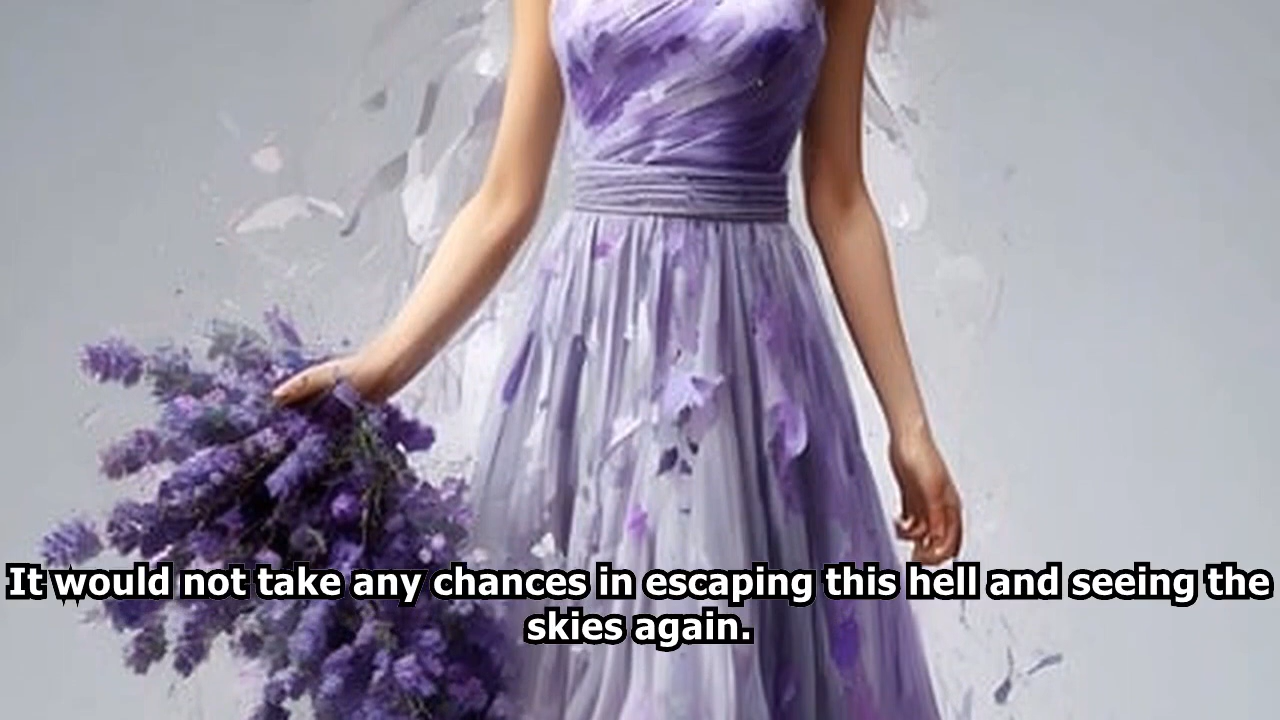 It would not take any chances in escaping this hell and seeing the
skies again.